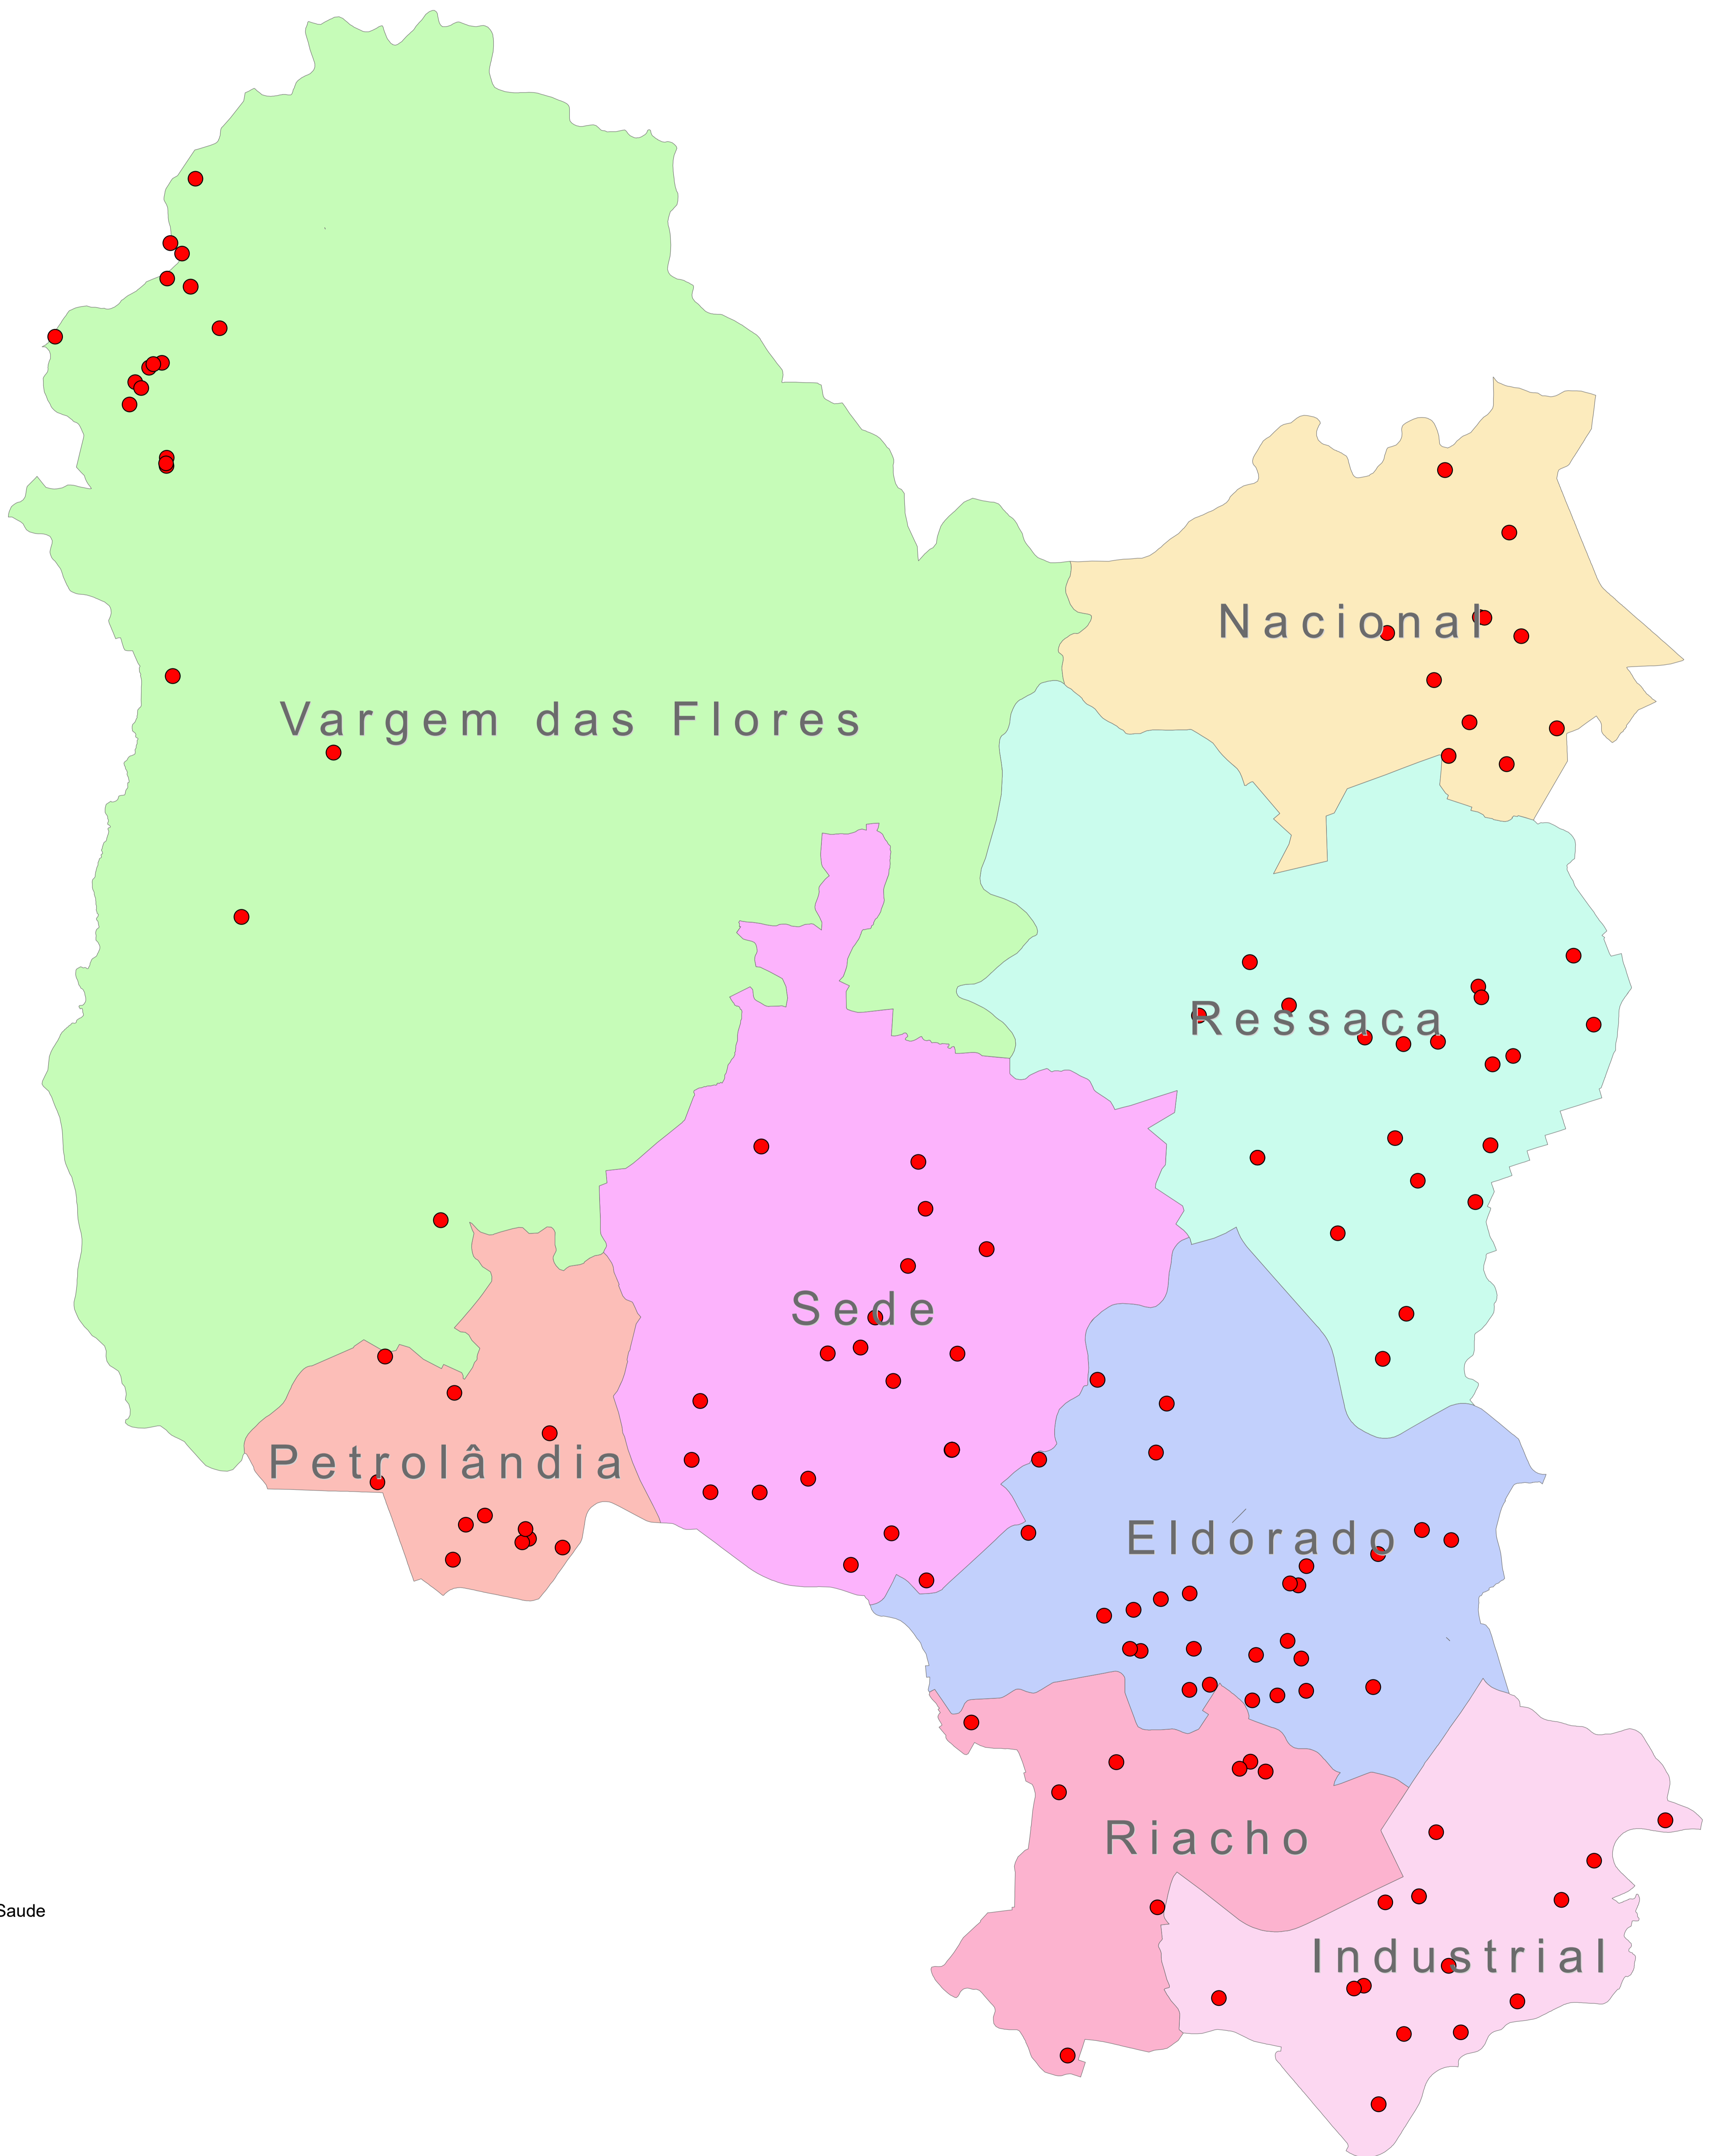 Nacional
Vargem das Flores
Ressaca
Sede
Petrolândia
Eldorado
Riacho
Saude
Industrial